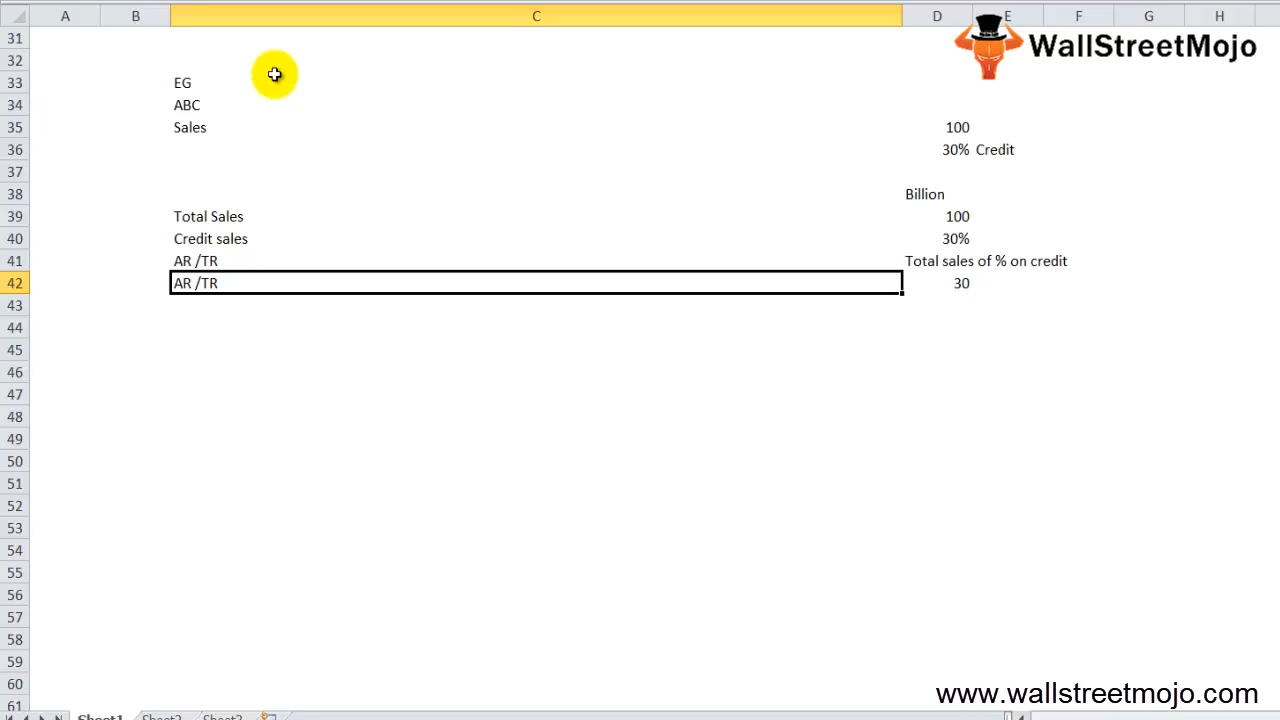 A B C D E F G H
31
32
33 EG
34 ABC
35 Sales 100
36 30% Credit
37
38 Billion
39 Total Sales 100
40 Credit sales 30%
41 AR /TR Total sales of % on credit
42 AR /TR 30
43
44
45
46
47
48
49
50
51
52
53
54
55
56
57
58
59
60
61
WallStreetMojo
www.wallstreetmojo.com
Sheet1 Sheet2 Sheet3